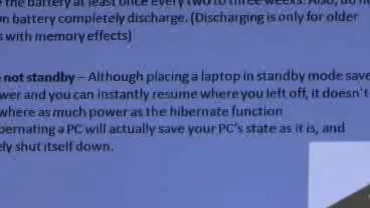 the battery at least once every two to three weeks. Also, do n
n battery completely discharge. (Discharging is only for older
s with memory effects)
not standby – Although placing a laptop in standby mode save
wer and you can instantly resume where you left off, it doesn't
where as much power as the hibernate function
bernating a PC will actually save your PC's state as it is, and
ely shut itself down.